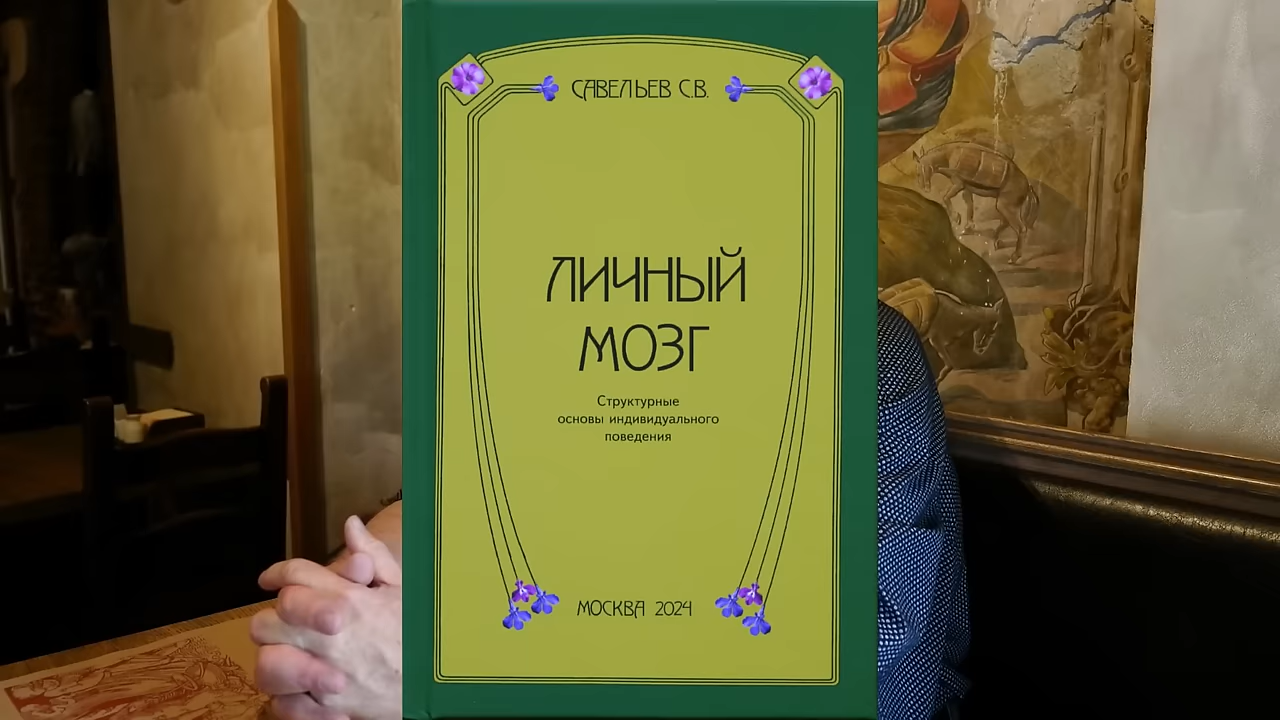 САВЕЛЬЕВ С.В.
ЛИЧНЫЙ
МОЗГ
Структурные
основы индивидуального
поведения
МОСКВА 2024